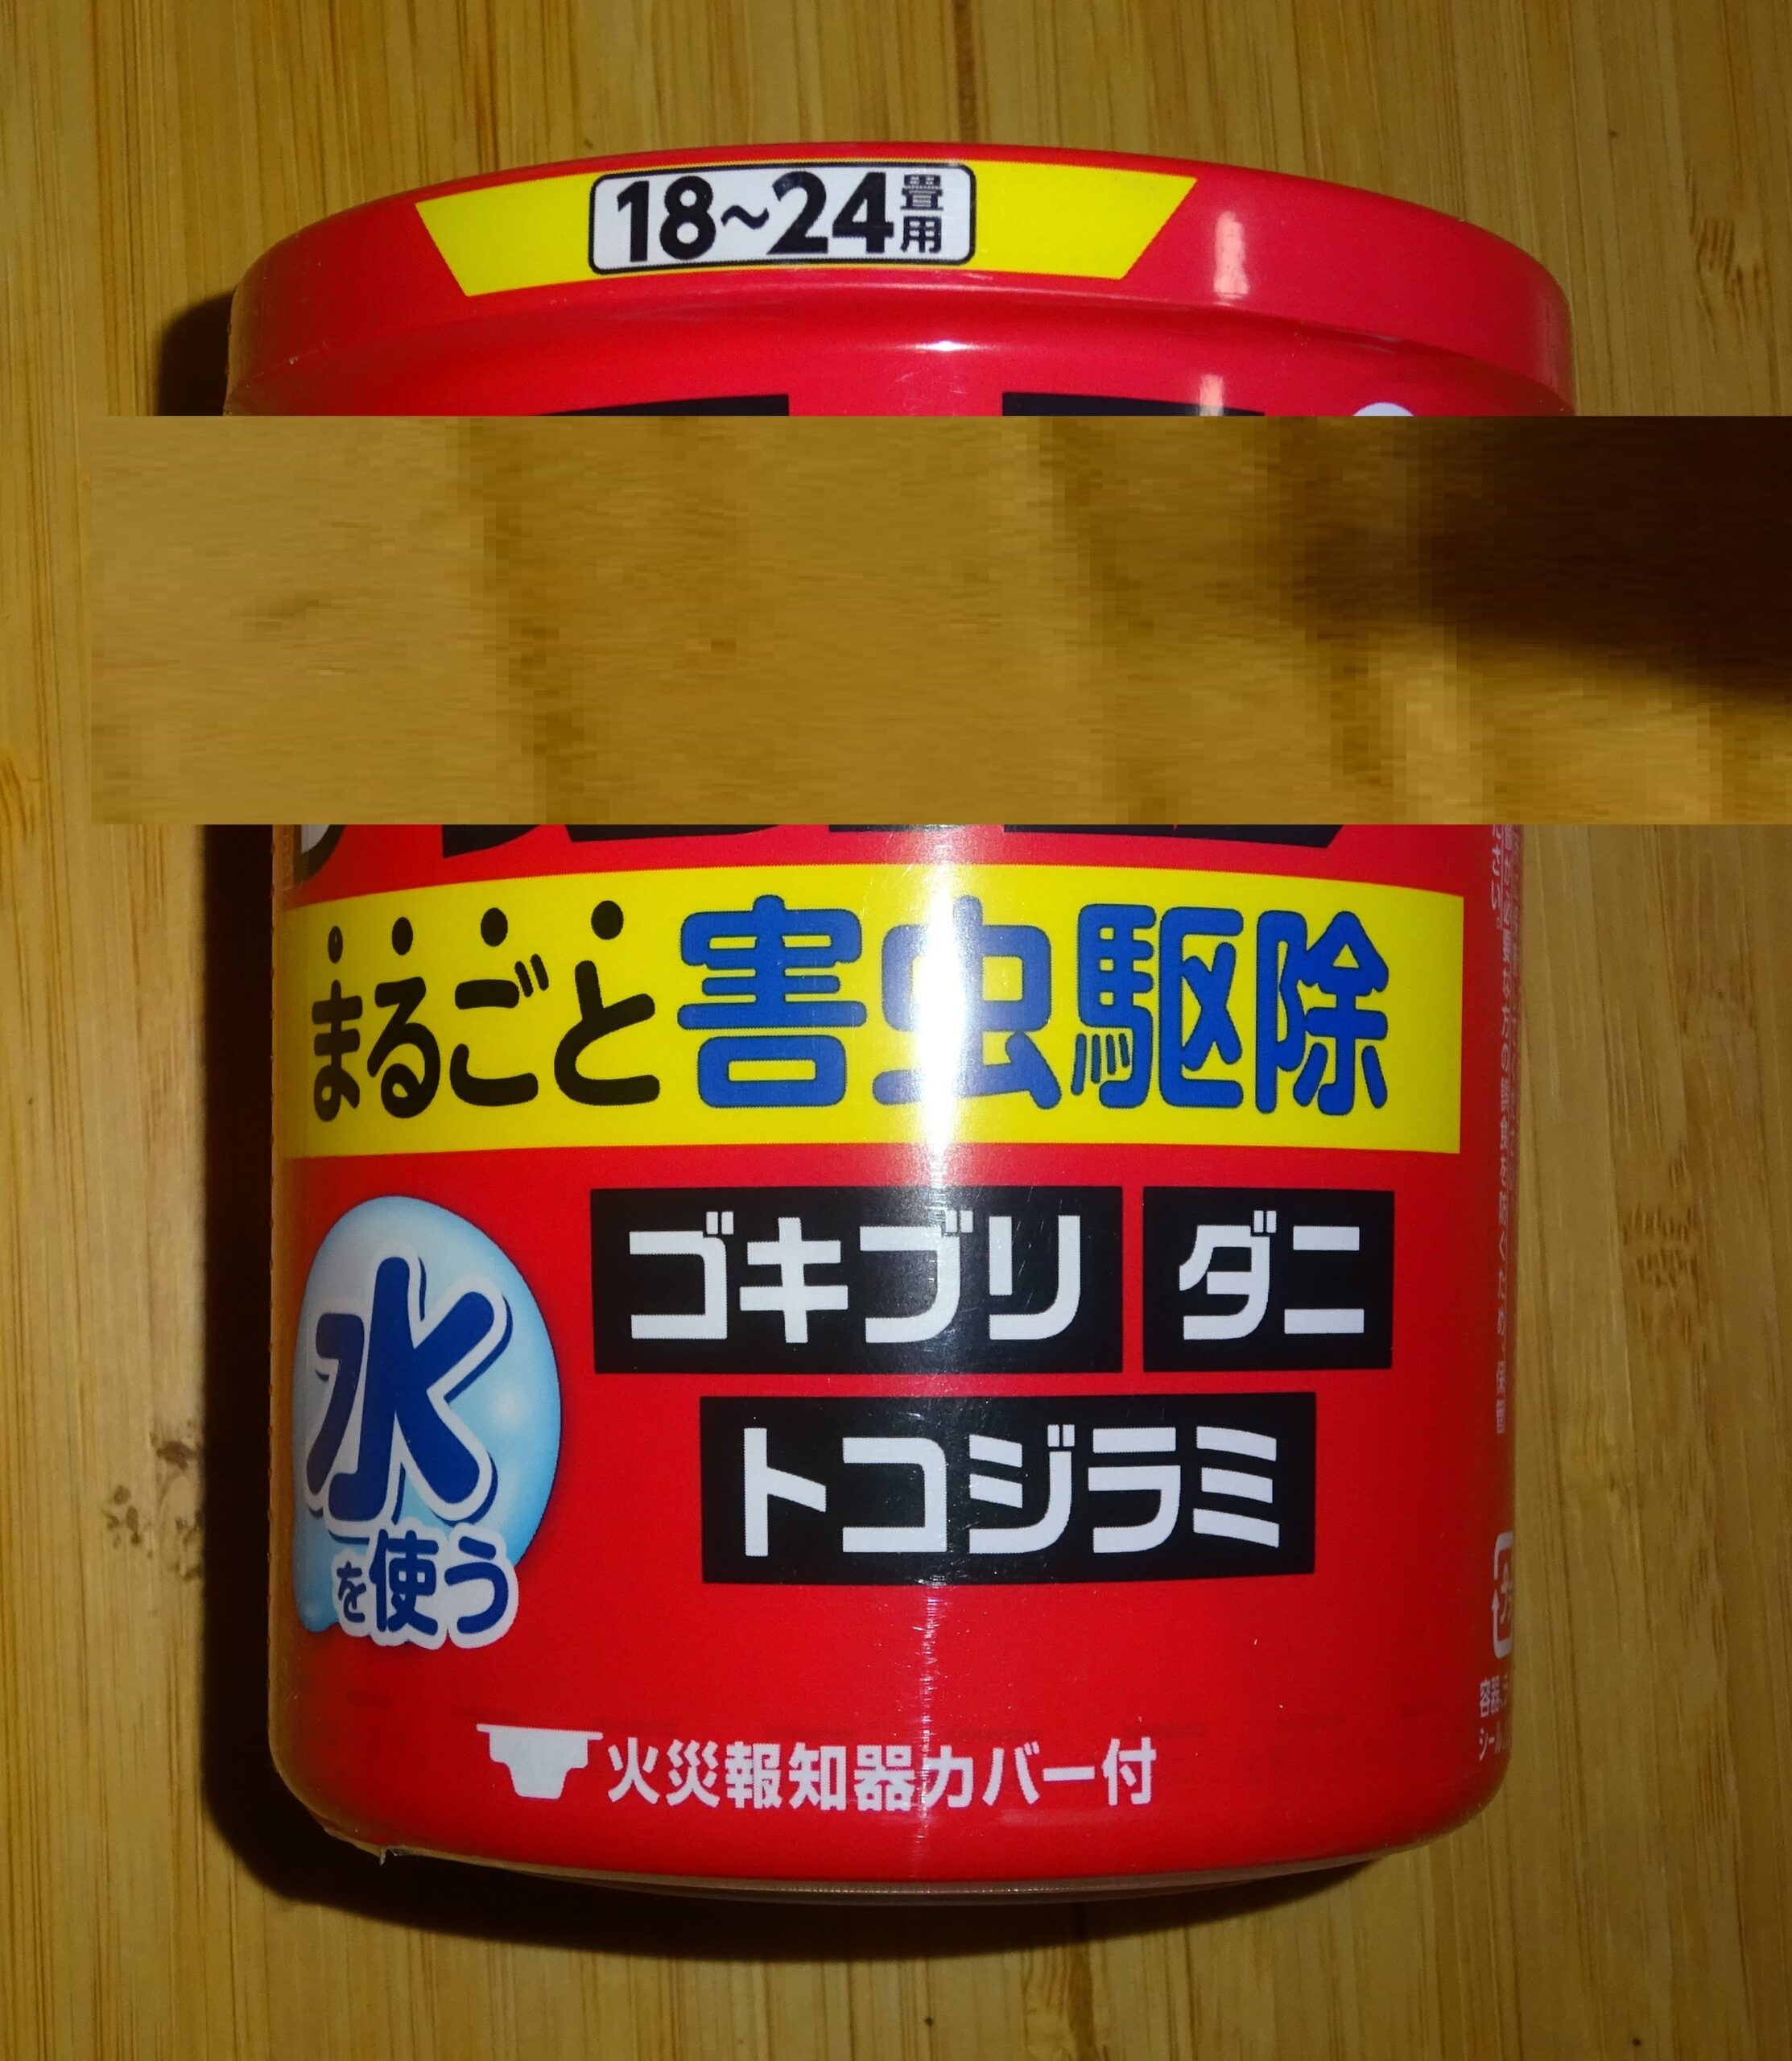 18~24畳用
まるごと害虫駆除
ゴキブリ ダニ
トコジラミ
水
を使う
火災報知器カバー付